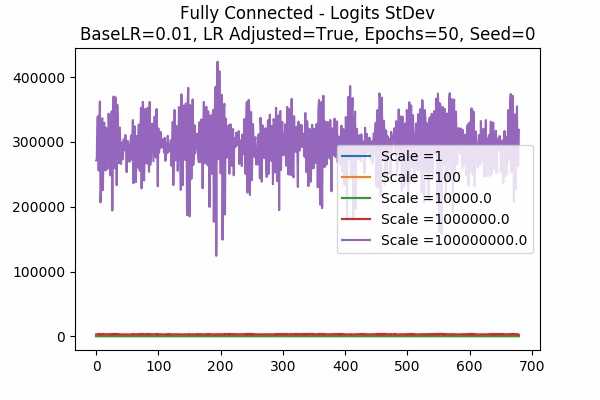 Fully Connected - Logits StDev
BaseLR=0.01, LR Adjusted=True, Epochs=50, Seed=0
400000
300000
200000
100000
0
Scale =1
Scale =100
Scale =10000.0
Scale =1000000.0
Scale =100000000.0
0 100 200 300 400 500 600 700